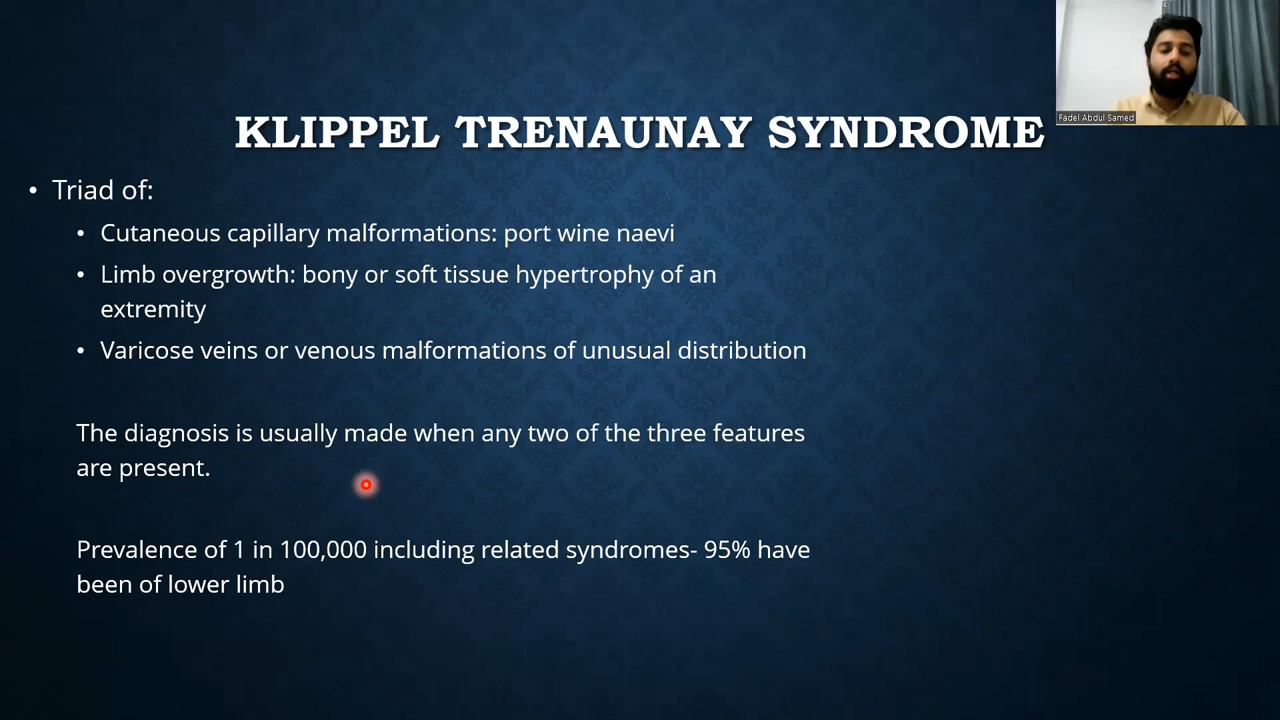 Fadel Abdul Samed
KLIPPEL TRENAUNAY SYNDROME
• Triad of:
• Cutaneous capillary malformations: port wine naevi
• Limb overgrowth: bony or soft tissue hypertrophy of an
extremity
• Varicose veins or venous malformations of unusual distribution
The diagnosis is usually made when any two of the three features
are present.
Prevalence of 1 in 100,000 including related syndromes- 95% have
been of lower limb